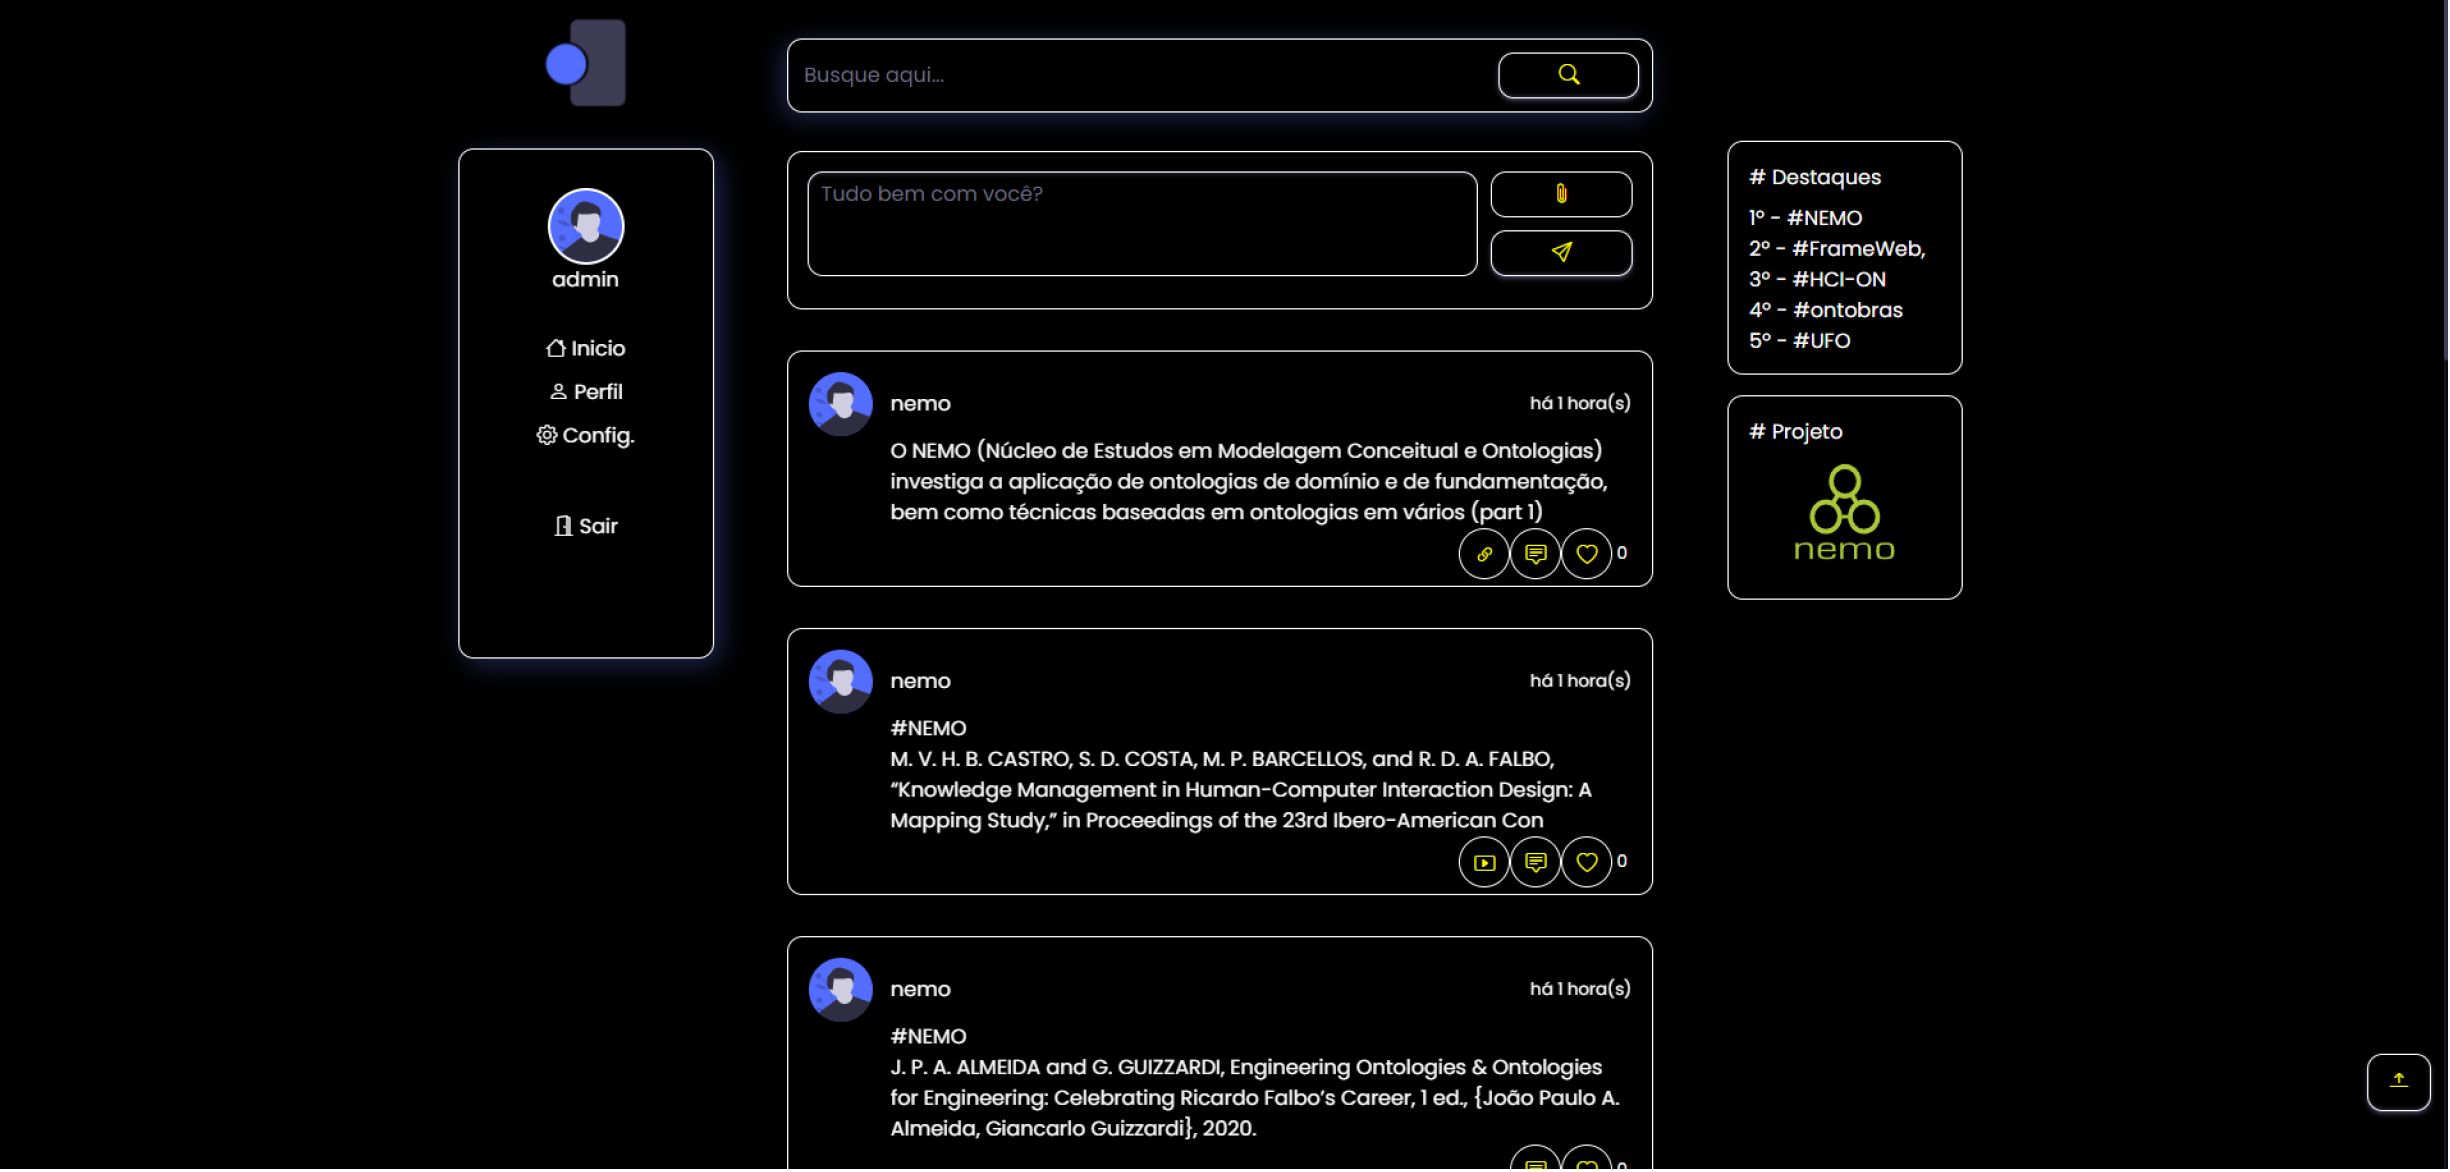 Busque aqui...
admin
Inicio
Perfil
Config.
Sair
Tudo bem com você?
nemo
há 1 hora(s)
O NEMO (Núcleo de Estudos em Modelagem Conceitual e Ontologias)
investiga a aplicação de ontologias de domínio e de fundamentação,
bem como técnicas baseadas em ontologias em vários (part 1)
0
nemo
há 1 hora(s)
#NEMO
M. V. H. B. CASTRO, S. D. COSTA, M. P. BARCELLOS, and R. D. A. FALBO,
“Knowledge Management in Human-Computer Interaction Design: A
Mapping Study,” in Proceedings of the 23rd Ibero-American Con
0
nemo
há 1 hora(s)
#NEMO
J. P. A. ALMEIDA and G. GUIZZARDI, Engineering Ontologies & Ontologies
for Engineering: Celebrating Ricardo Falbo’s Career, 1 ed., {João Paulo A.
Almeida, Giancarlo Guizzardi}, 2020.
0
# Destaques
1º - #NEMO
2º - #FrameWeb,
3º - #HCI-ON
4º - #ontobras
5º - #UFO
# Projeto
nemo